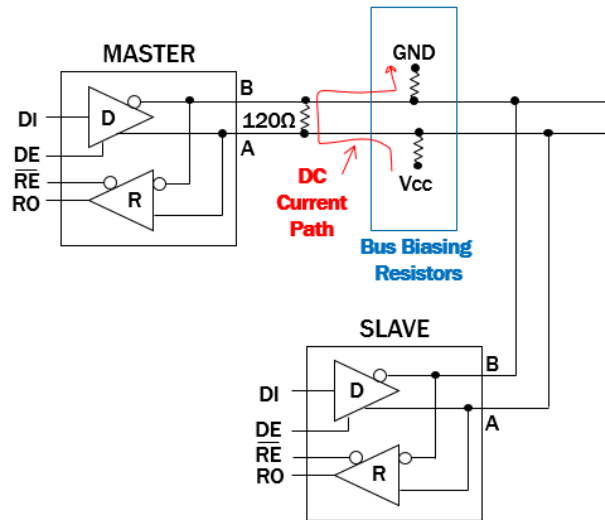 MASTER
GND
B
D
DI
120Ω
A
DE
RE
RO
R
DC
Current
Path
Vcc
Bus Biasing
Resistors
SLAVE
B
D
DI
A
DE
RE
RO
R